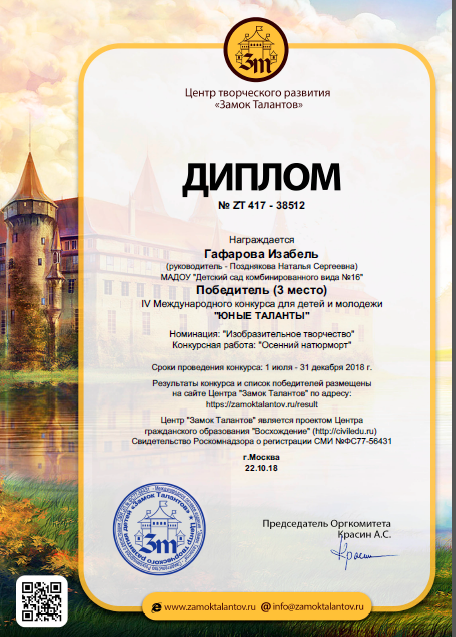 Зт
Центр творческого развития
«Замок Талантов»
ДИПЛОМ
№ ZT 417 - 38512
Награждается
Гафарова Изабель
(руководитель - Позднякова Наталья Сергеевна)
МАДОУ "Детский сад комбинированного вида №16"
Победитель (3 место)
IV Международного конкурса для детей и молодежи
"ЮНЫЕ ТАЛАНТЫ"
Номинация: "Изобразительное творчество"
Конкурсная работа: "Осенний натюрморт"
Сроки проведения конкурса: 1 июля - 31 декабря 2018 г.
Результаты конкурса и список победителей размещены
на сайте Центра "Замок Талантов" по адресу:
https://zamoktalantov.ru/result
Центр "Замок Талантов" является проектом Центра
гражданского образования "Восхождение" (http://civiledu.ru)
Свидетельство Роскомнадзора о регистрации СМИ №ФС77-56431
г.Москва
22.10.18
Зт
Председатель Оргкомитета
Красин А.С.
Красин
www.zamoktalantov.ru @ info@zamoktalantov.ru